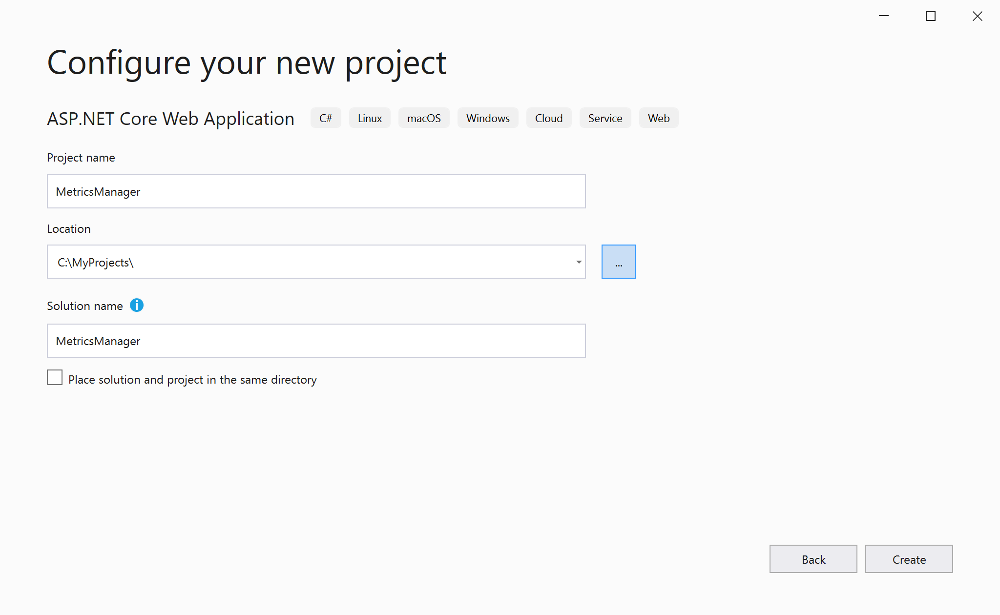 Configure your new project
ASP.NET Core Web Application C# Linux macOS Windows Cloud Service Web
Project name
MetricsManager
Location
C:\MyProjects\
...
Solution name
MetricsManager
Place solution and project in the same directory
Back Create